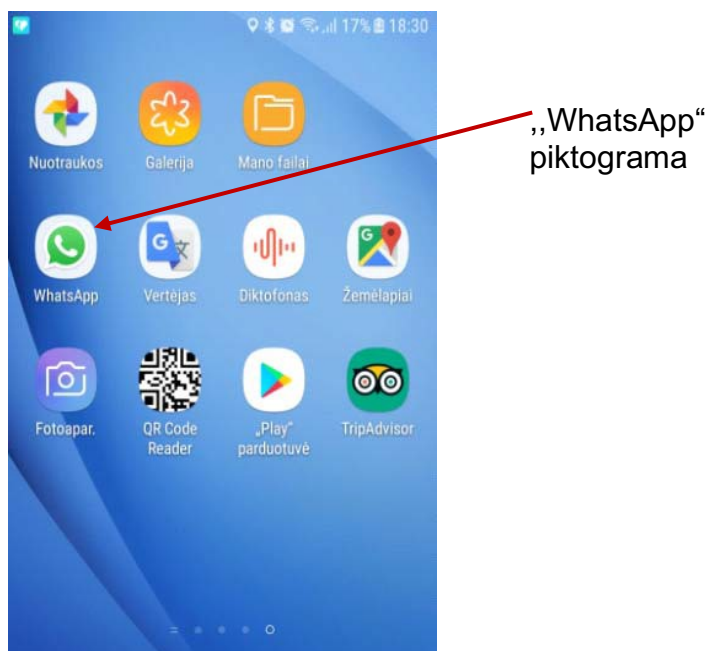 17% 18:30
,,WhatsApp“
piktograma
Nuotraukos Galerija Mano failai
WhatsApp Vertėjas Diktofonas Žemėlapiai
Fotoapar. QR Code Reader „Play“ parduotuvė TripAdvisor